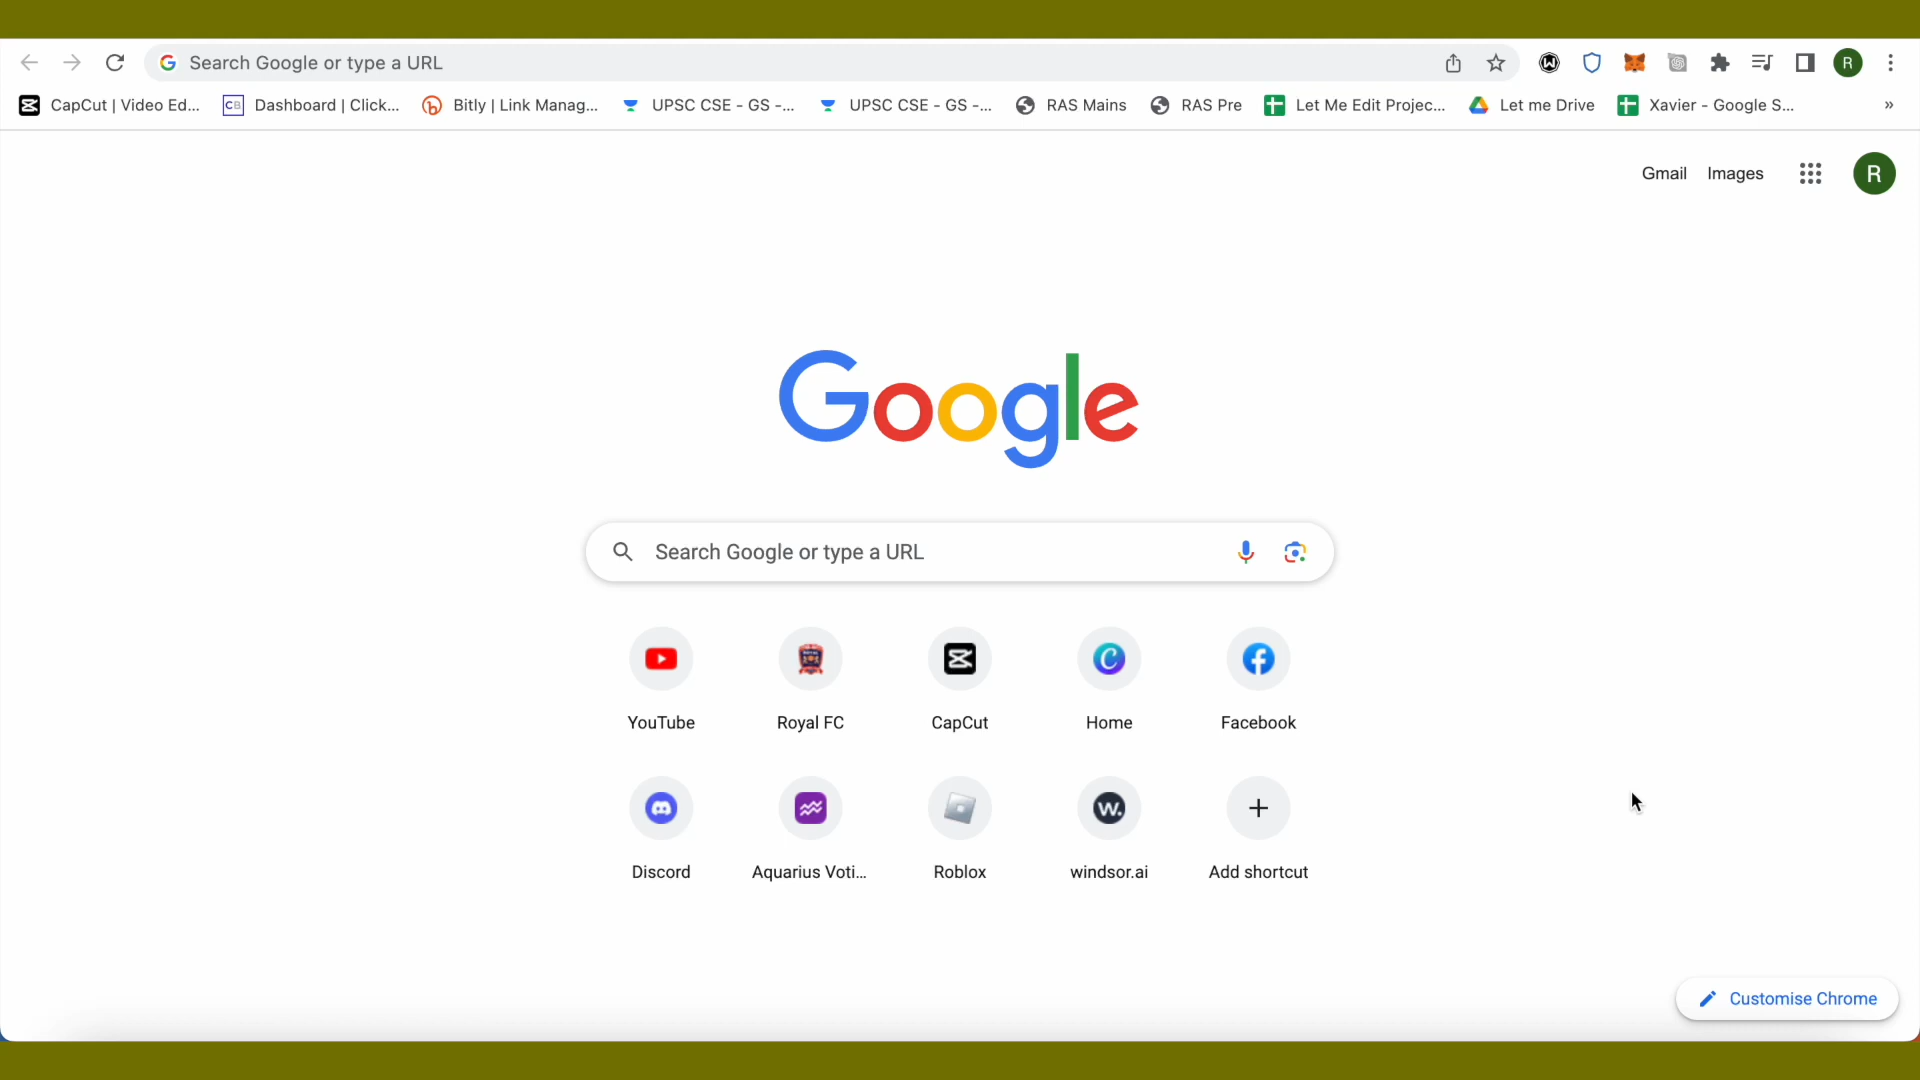 Search Google or type a URL
R
CapCut | Video Ed...
CB
Dashboard | Click...
Bitly | Link Manag...
UPSC CSE - GS -...
UPSC CSE - GS -...
RAS Mains
RAS Pre
Let Me Edit Projec...
Let me Drive
Xavier - Google S...
»
Gmail
Images
R
Google
Search Google or type a URL
YouTube
Royal FC
CapCut
Home
Facebook
Discord
Aquarius Voti...
Roblox
w.
windsor.ai
Add shortcut
Customise Chrome